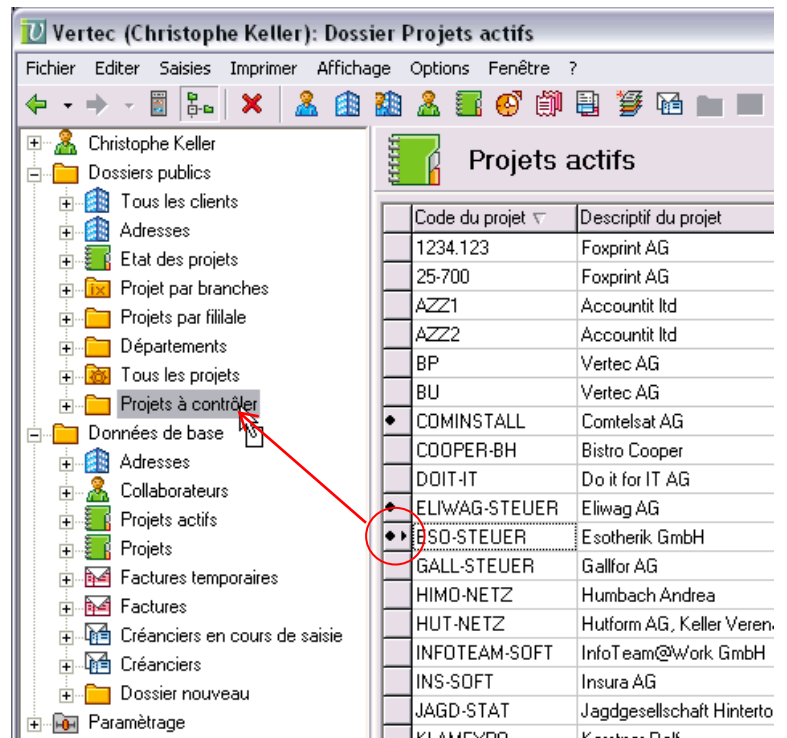 Vertec (Christophe Keller): Dossier Projets actifs
Fichier Editer Saisies Imprimer Affichage Options Fenêtre ?
Christophe Keller
Dossiers publics
Tous les clients
Adresses
Etat des projets
Projet par branches
Projets par fililale
Départements
Tous les projets
Projets à contrôler
Données de base
Adresses
Collaborateurs
Projets actifs
Projets
Factures temporaires
Factures
Créanciers en cours de saisie
Créanciers
Dossier nouveau
Paramètrage
Projets actifs
Code du projet Descriptif du projet
1234.123 Foxprint AG
25-700 Foxprint AG
AZZ1 Accountit ltd
AZZ2 Accountit ltd
BP Vertec AG
BU Vertec AG
COMINSTALL Comtelsat AG
COOPER-BH Bistro Cooper
DOIT-IT Do it for IT AG
ELIWAG-STEUER Eliwag AG
ESO-STEUER Esotherik GmbH
GALL-STEUER Gallfor AG
HIMO-NETZ Humbach Andrea
HUT-NETZ Hutform AG, Keller Veren
INFOTEAM-SOFT InfoTeam@Work GmbH
INS-SOFT Insura AG
JAGD-STAT Jagdgesellschaft Hinterto